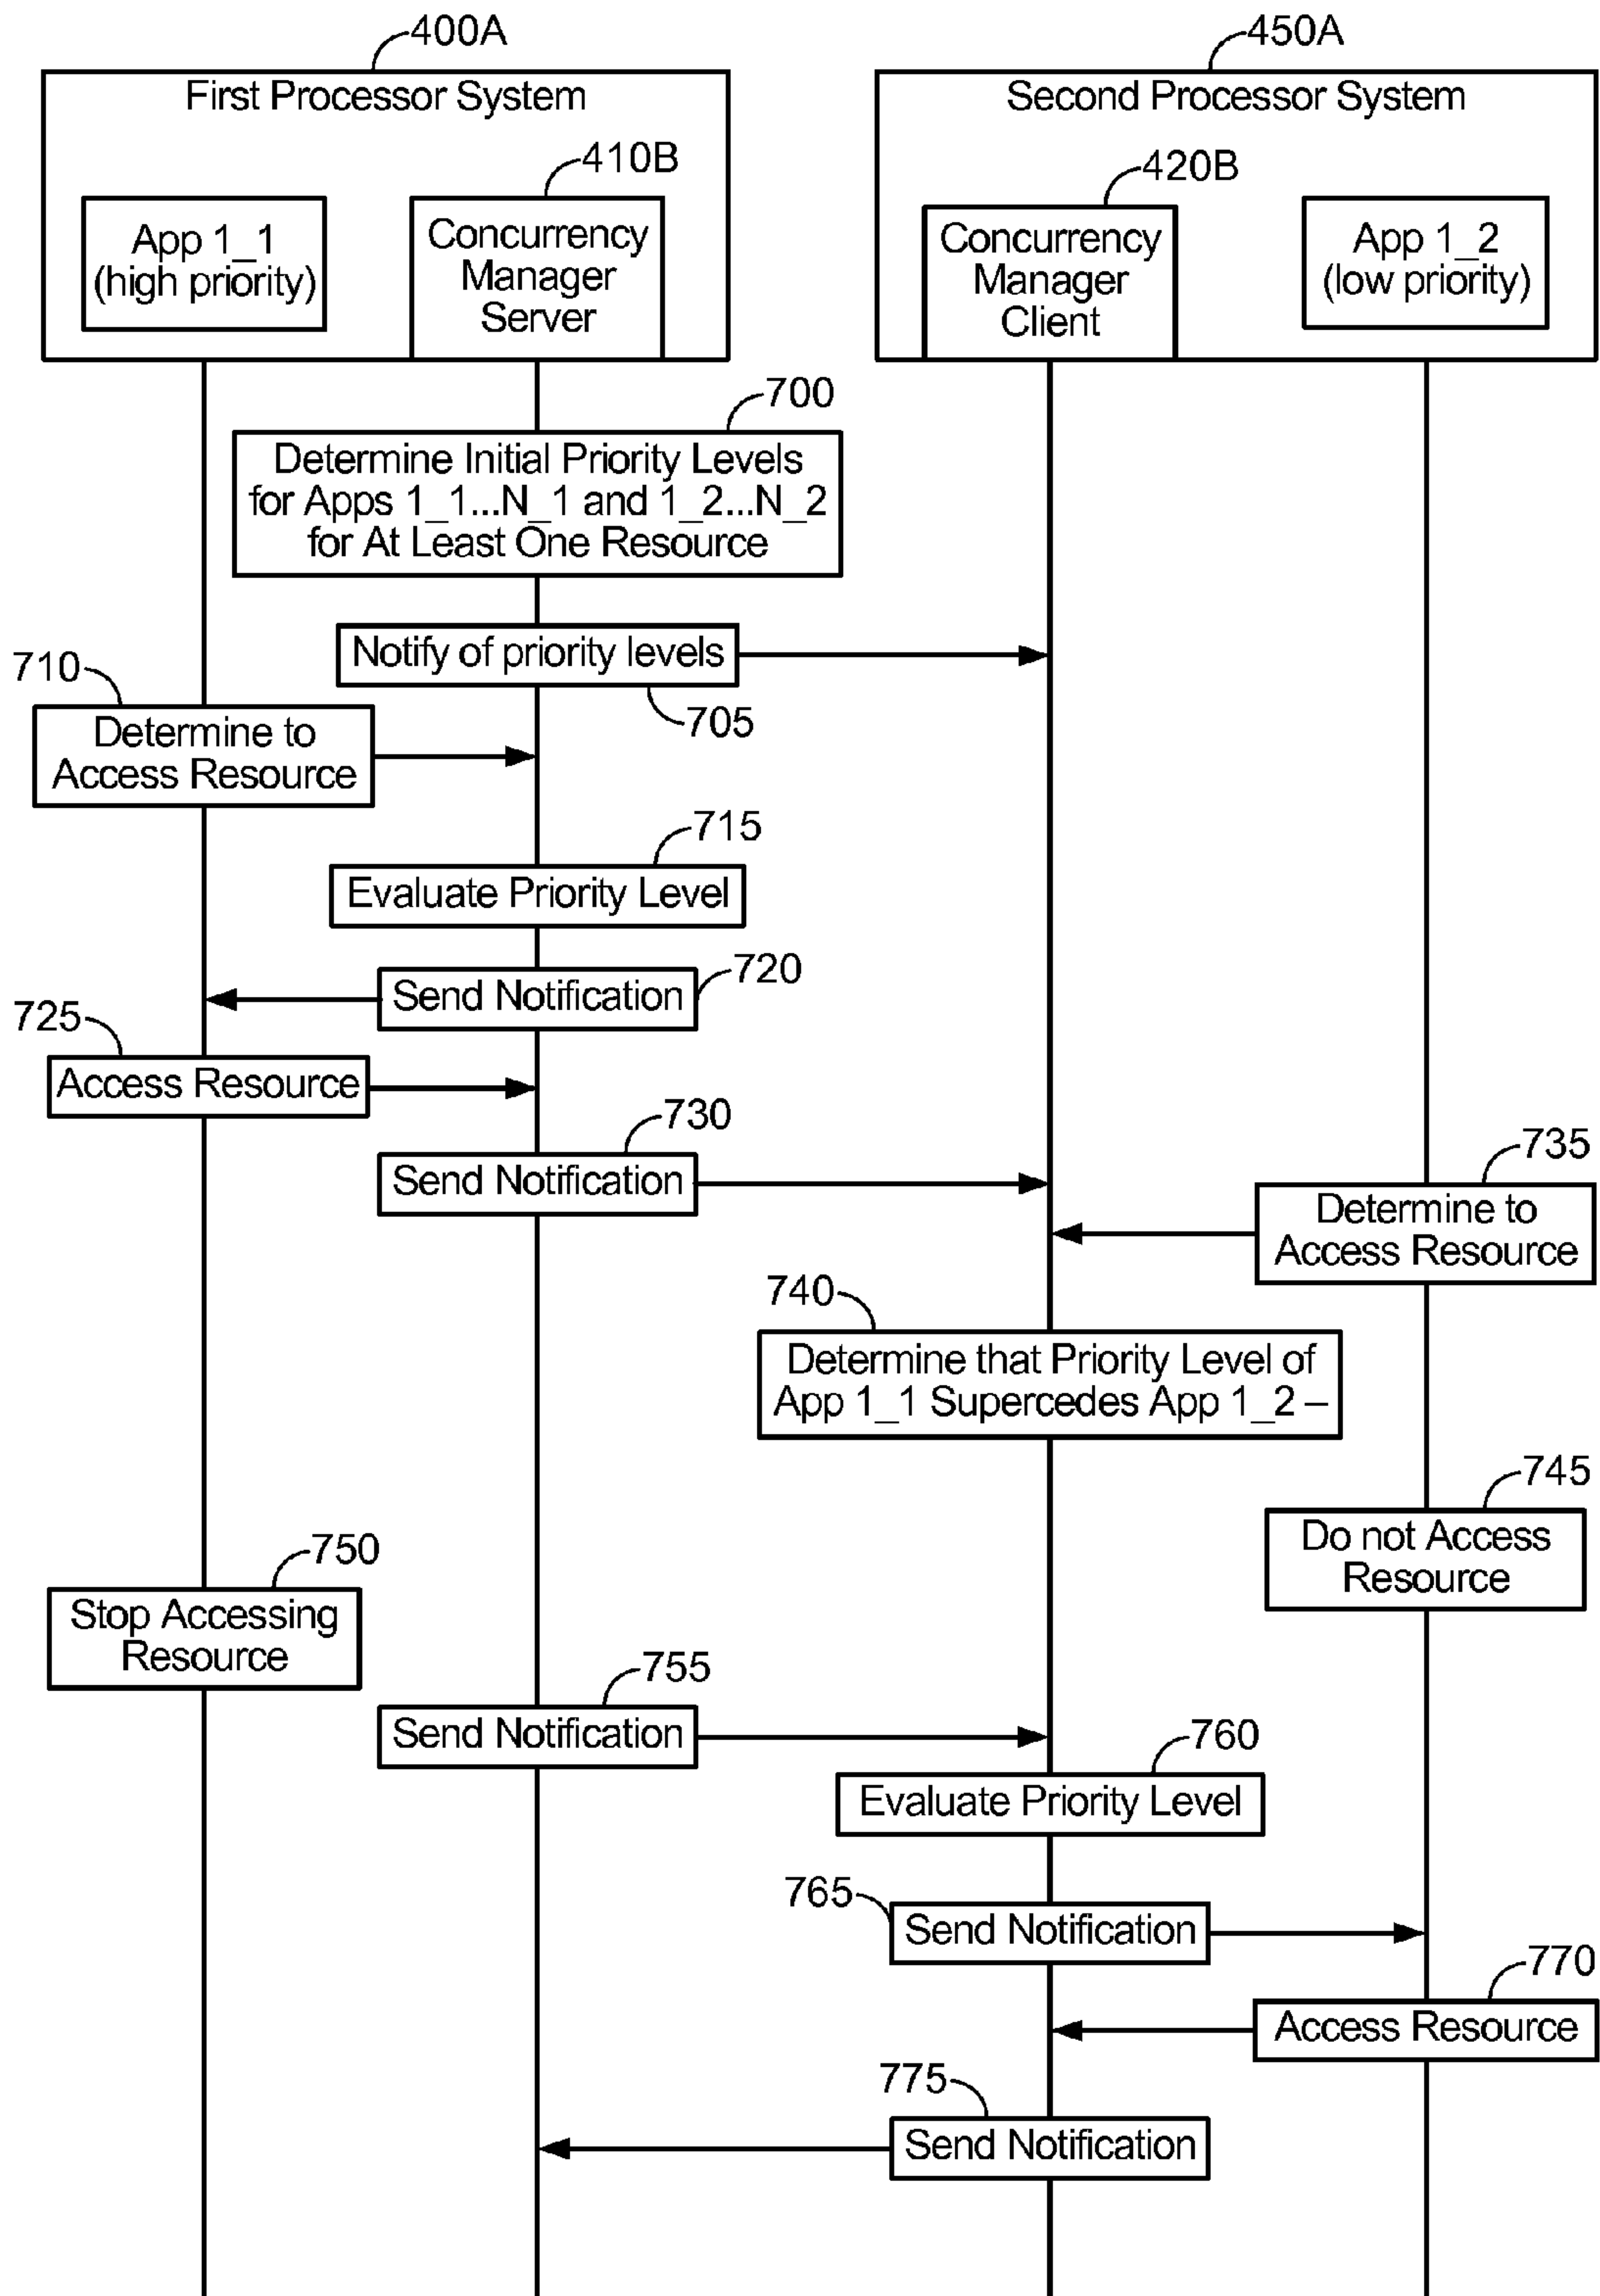 400A
450A
First Processor System
Second Processor System
410B
420B
App 1_1
(high priority)
Concurrency
Manager
Server
Concurrency
Manager
Client
App 1_2
(low priority)
700
Determine Initial Priority Levels
for Apps 1_1...N_1 and 1_2...N_2
for At Least One Resource
Notify of priority levels
705
710
Determine to
Access Resource
715
Evaluate Priority Level
720
Send Notification
725
Access Resource
730
Send Notification
735
Determine to
Access Resource
740
Determine that Priority Level of
App 1_1 Supercedes App 1_2 –
745
Do not Access
Resource
750
Stop Accessing
Resource
755
Send Notification
760
Evaluate Priority Level
765
Send Notification
770
Access Resource
775
Send Notification